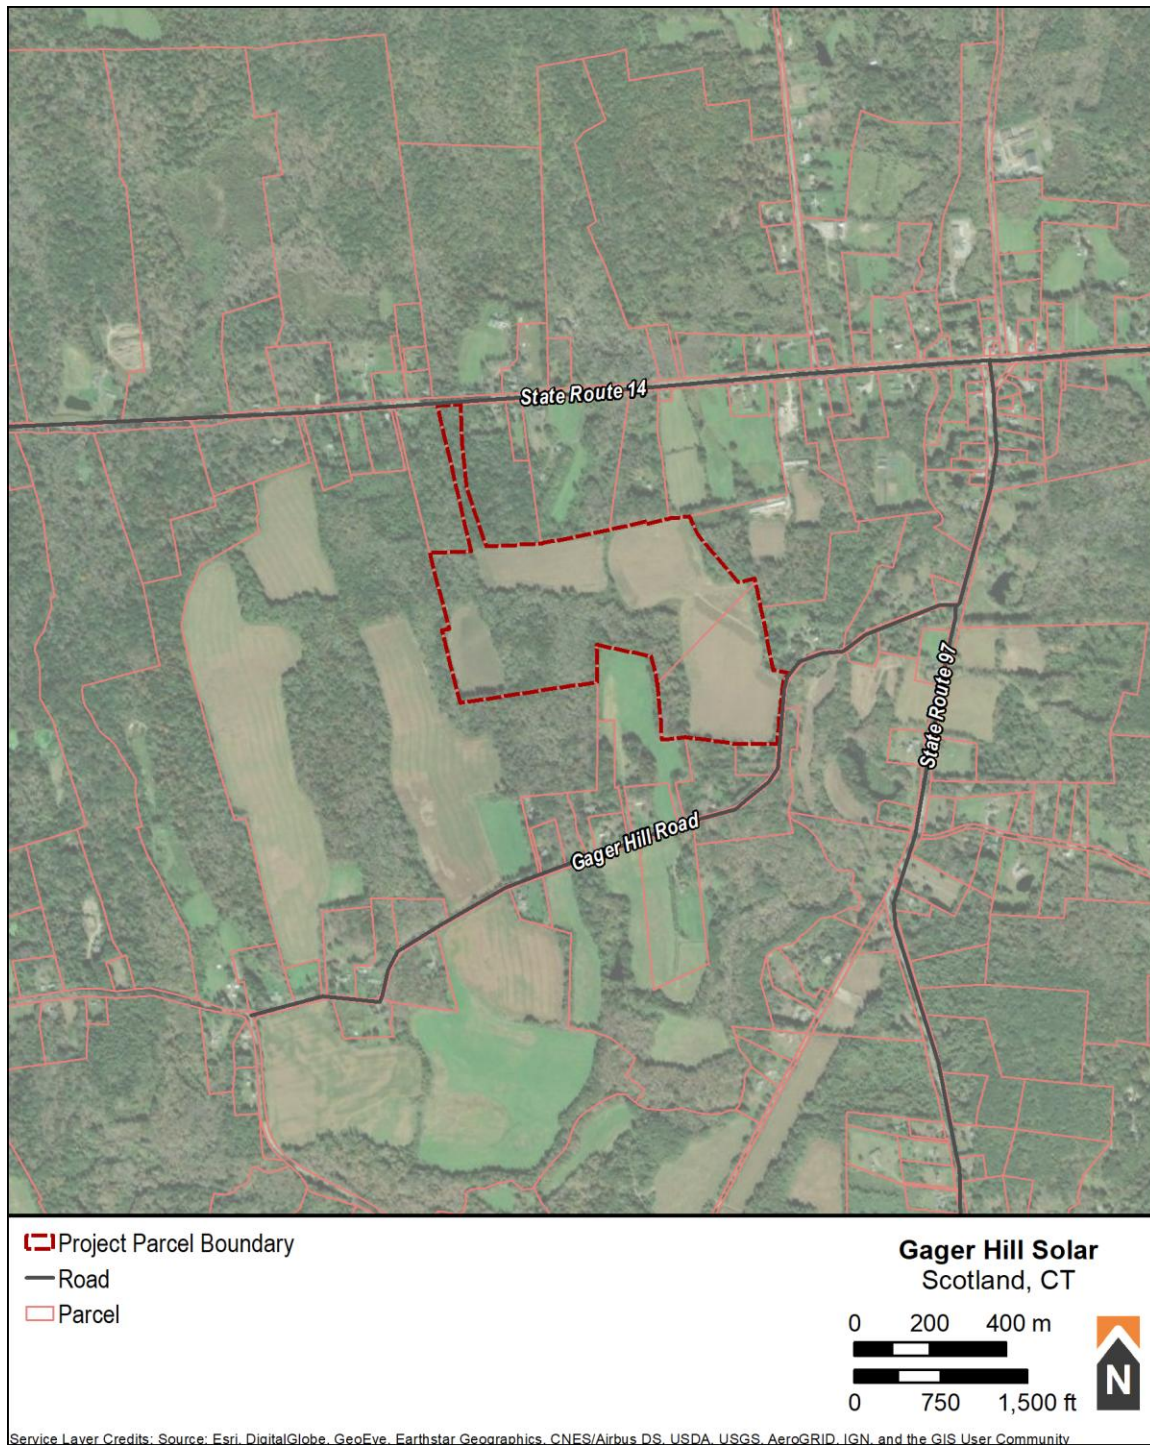 State Route 14
State Route 97
Gager Hill Road
Project Parcel Boundary
Road
Parcel
Gager Hill Solar
Scotland, CT
0 200 400 m
0 750 1,500 ft
N
Service Layer Credits: Source: Esri, DigitalGlobe, GeoEye, Earthstar Geographics, CNES/Airbus DS, USDA, USGS, AeroGRID, IGN, and the GIS User Community